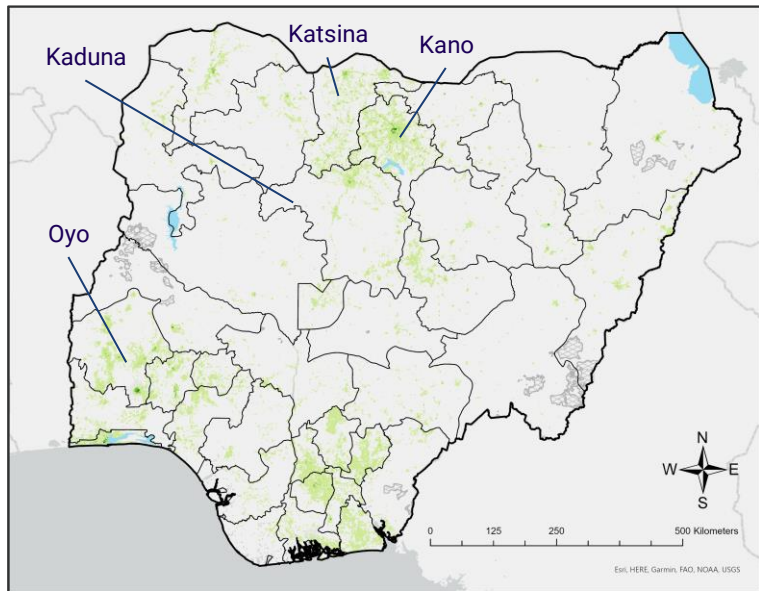 Katsina
Kaduna
Kano
Oyo
N
W E
S
0 125 250 500 Kilometers
Esri, HERE, Garmin, FAO, NOAA, USGS